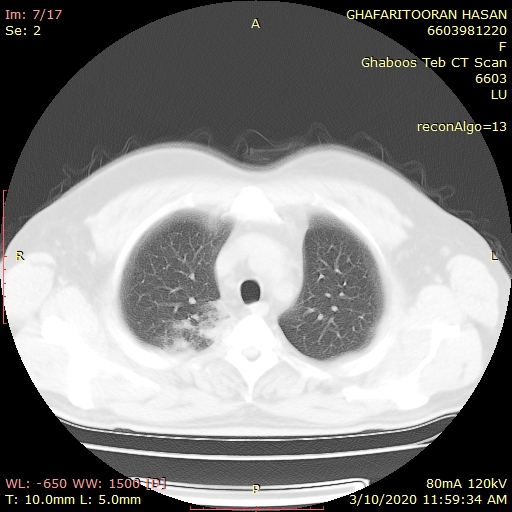 Im: 7/17
Se: 2
A
GHAFARITOORAN HASAN
6603981220
F
Ghaboos Teb CT Scan
6603
LU
reconAlgo=13
R
L
WL: -650 WW: 1500 [D]
T: 10.0mm L: 5.0mm
P
80mA 120kV
3/10/2020 11:59:34 AM